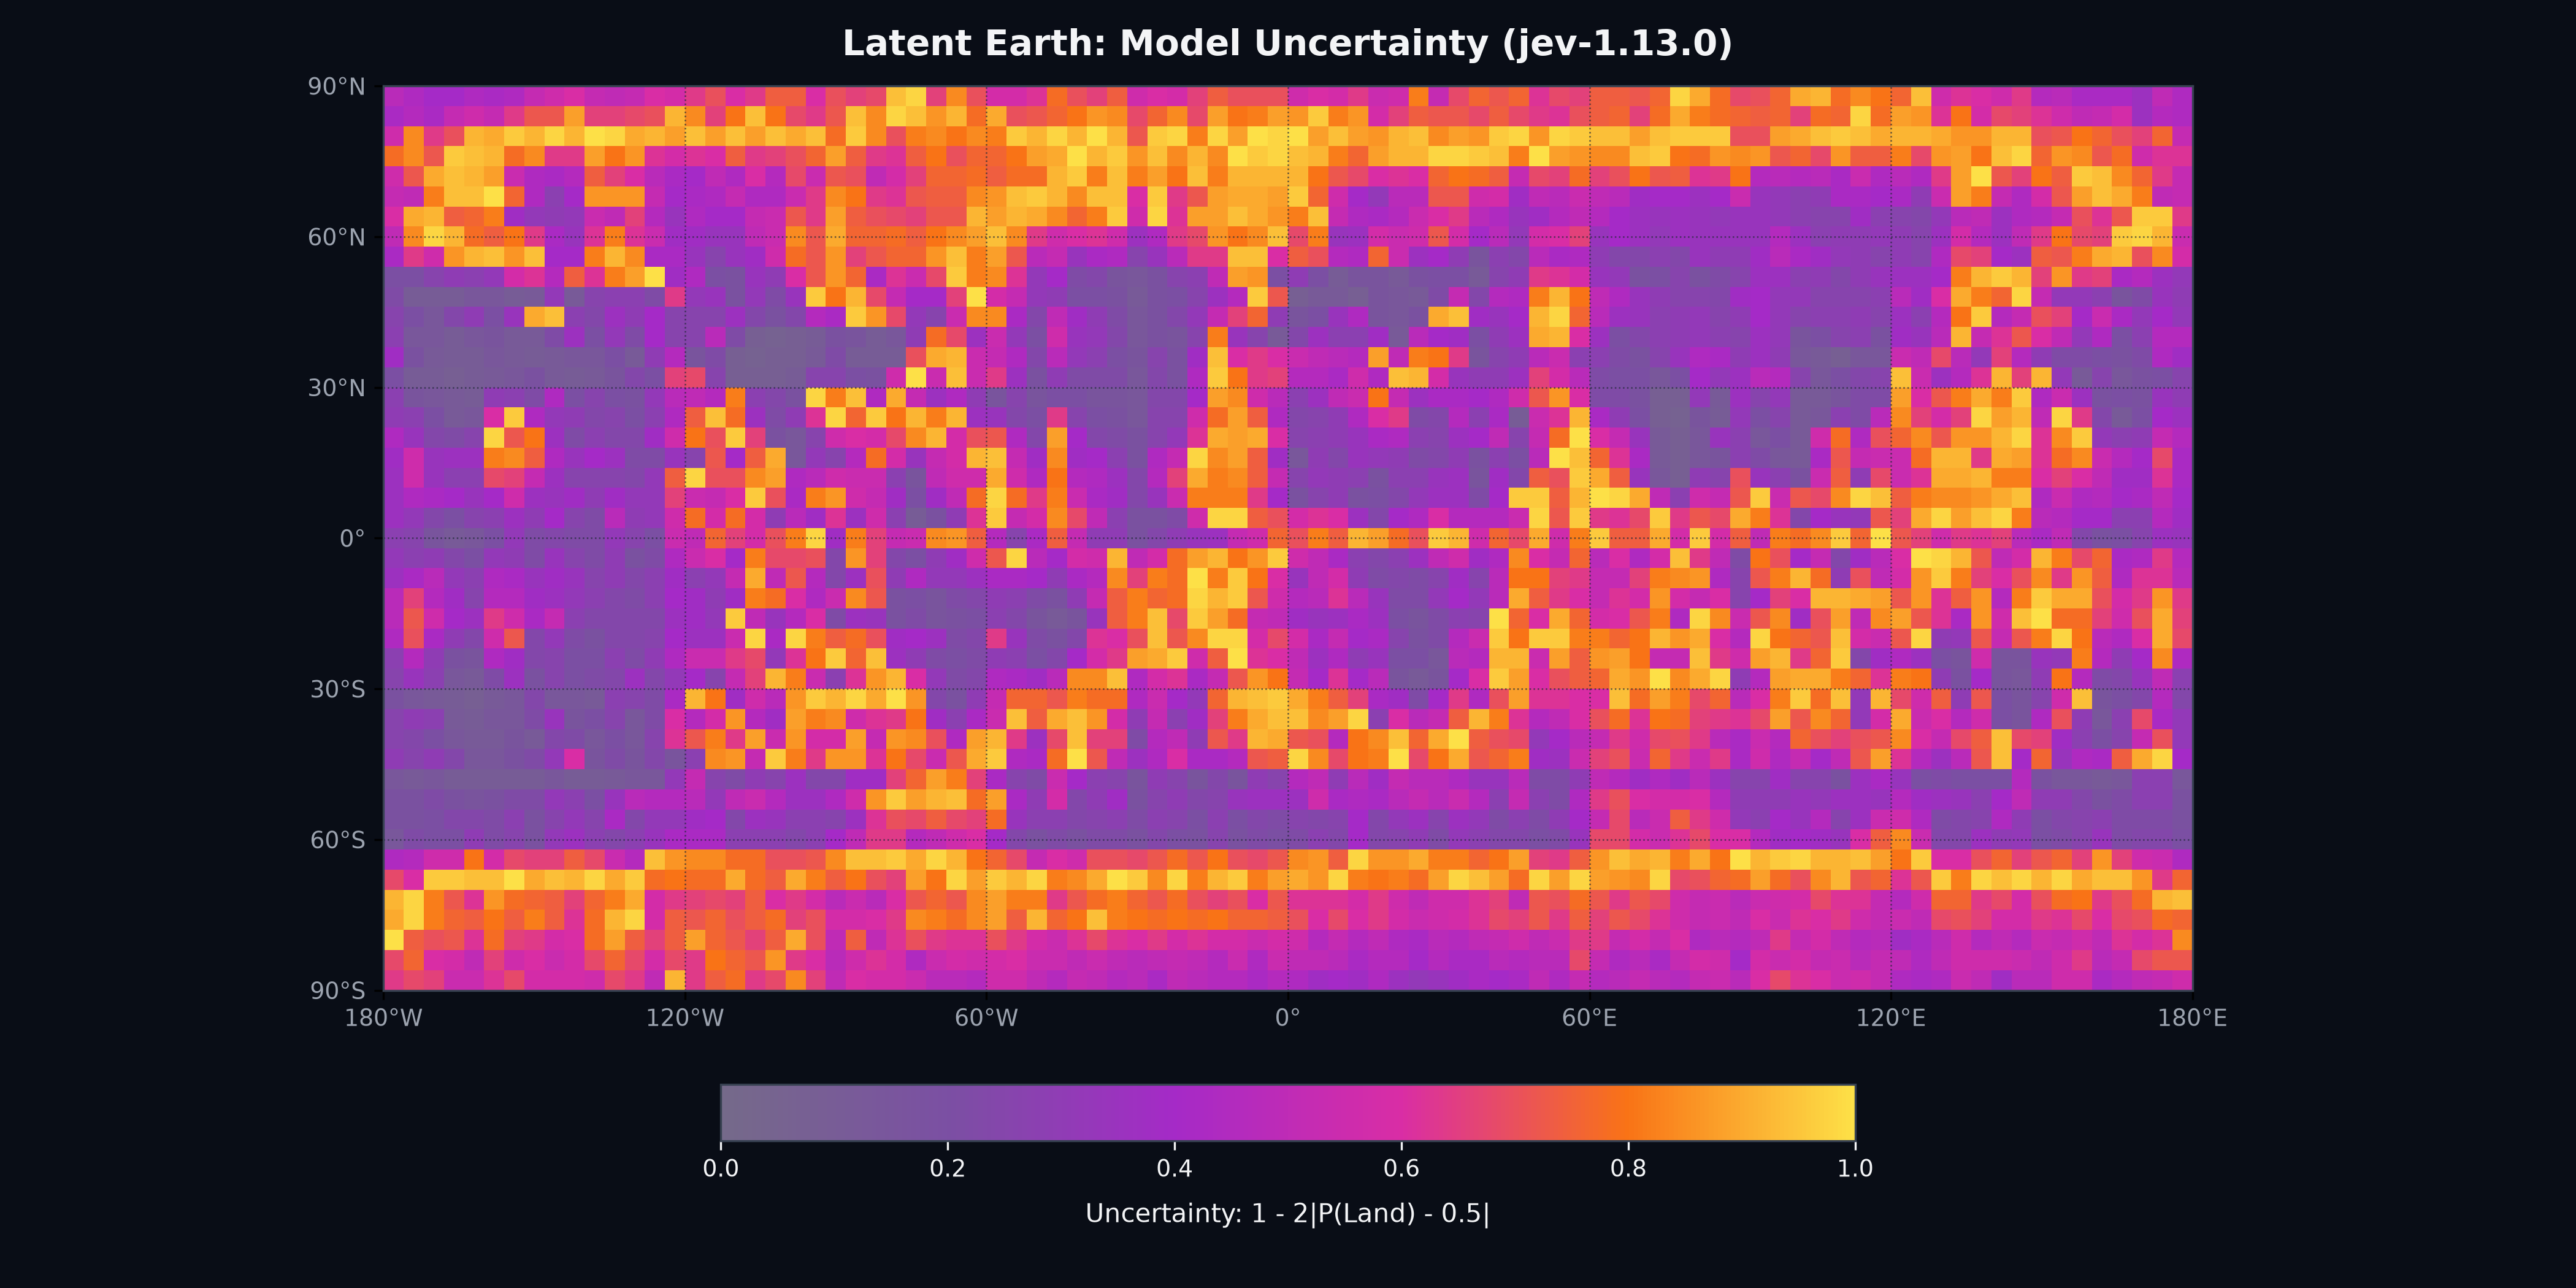 Latent Earth: Model Uncertainty (jev-1.13.0)
90°N
60°N
30°N
0°
30°S
60°S
90°S
180°W 120°W 60°W 0° 60°E 120°E 180°E
0.0 0.2 0.4 0.6 0.8 1.0
Uncertainty: 1 - 2|P(Land) - 0.5|